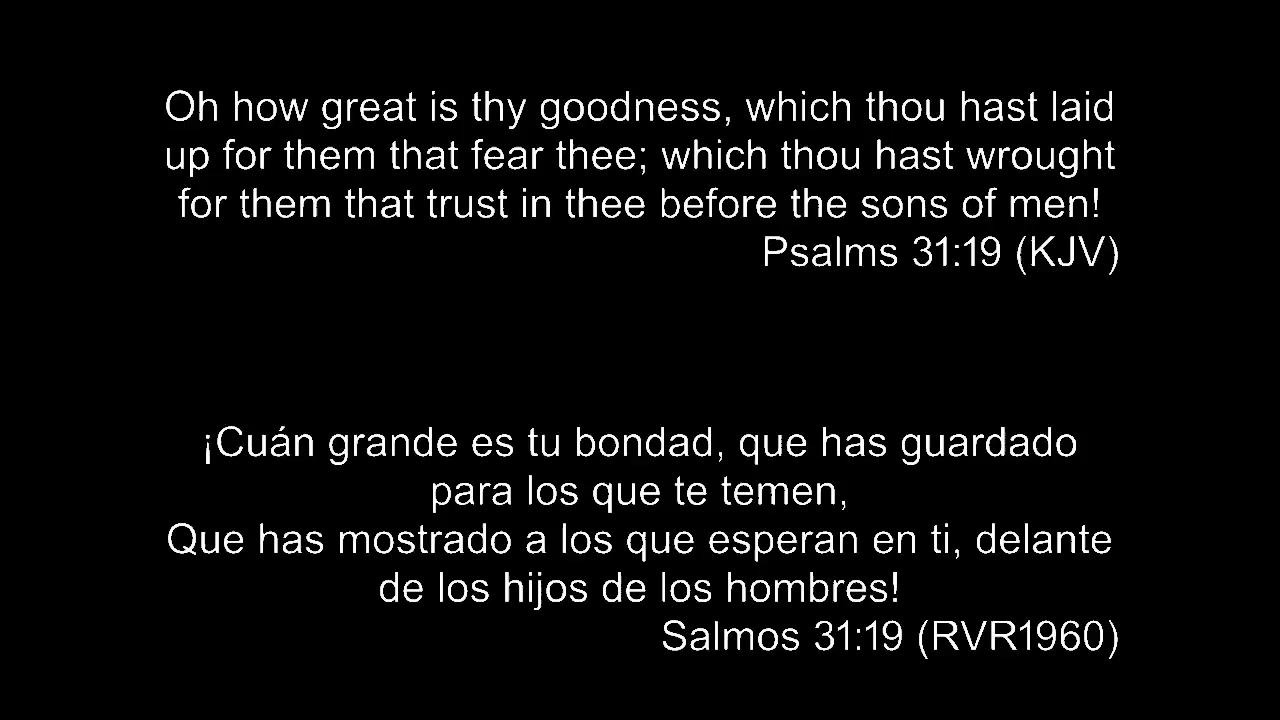 Oh how great is thy goodness, which thou hast laid
up for them that fear thee; which thou hast wrought
for them that trust in thee before the sons of men!
Psalms 31:19 (KJV)
¡Cuán grande es tu bondad, que has guardado
para los que te temen,
Que has mostrado a los que esperan en ti, delante
de los hijos de los hombres!
Salmos 31:19 (RVR1960)